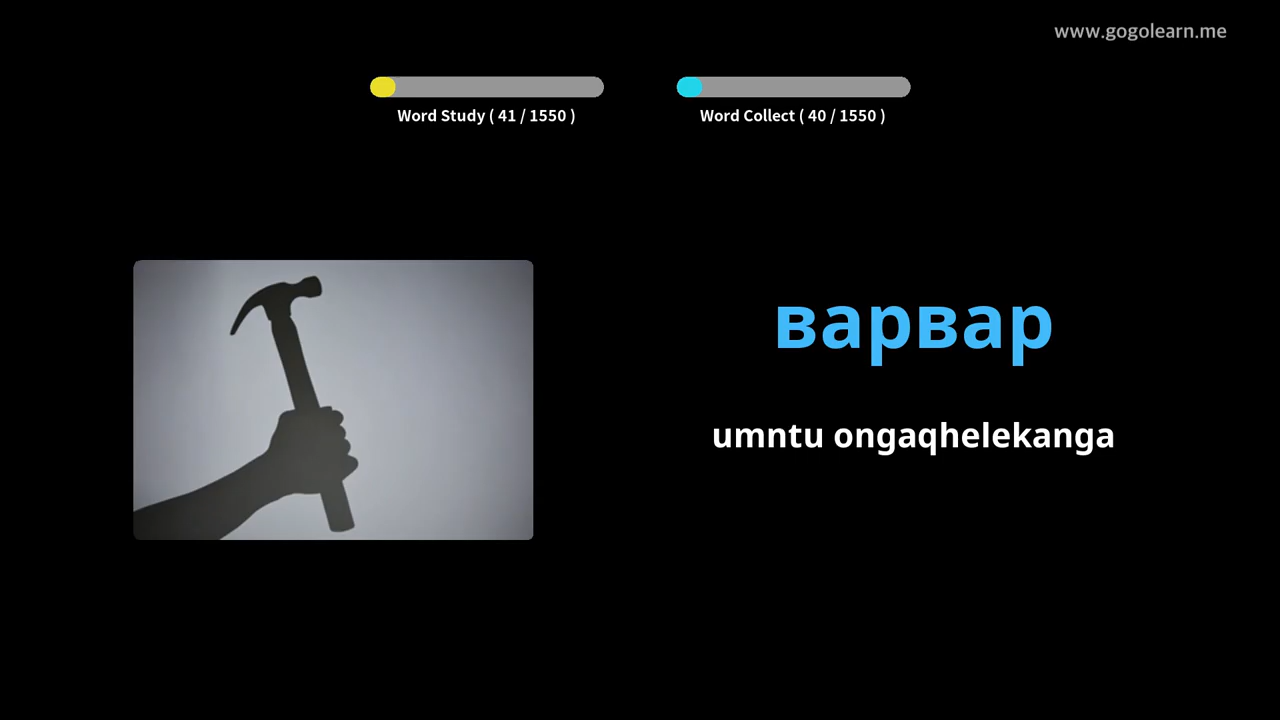 www.gogolearn.me
Word Study ( 41 / 1550 )
Word Collect ( 40 / 1550 )
варвар
umntu ongaqhelekanga